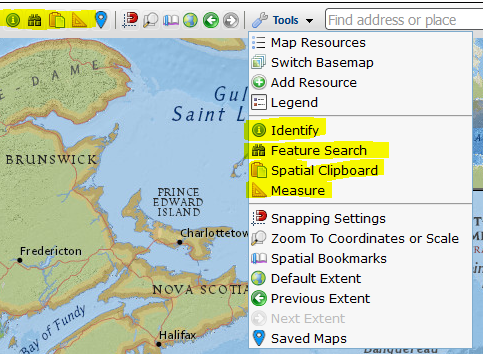 Tools
Find address or place
Map Resources
Switch Basemap
Add Resource
Legend
Identify
Feature Search
Spatial Clipboard
Measure
Snapping Settings
Zoom To Coordinates or Scale
Spatial Bookmarks
Default Extent
Previous Extent
Next Extent
Saved Maps
- DAME
Gul
Saint L
BRUNSWICK
PRINCE
EDWARD
ISLAND
Charlottetow
Fredericton
NOVA SCOTIA
Bay of Fundy
Halifax